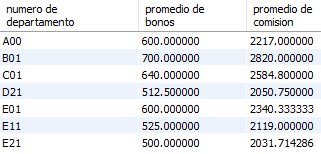 numero de departamento promedio de bonos promedio de comision
A00 600.000000 2217.000000
B01 700.000000 2820.000000
C01 640.000000 2584.800000
D21 512.500000 2050.750000
E01 600.000000 2340.333333
E11 525.000000 2119.000000
E21 500.000000 2031.714286